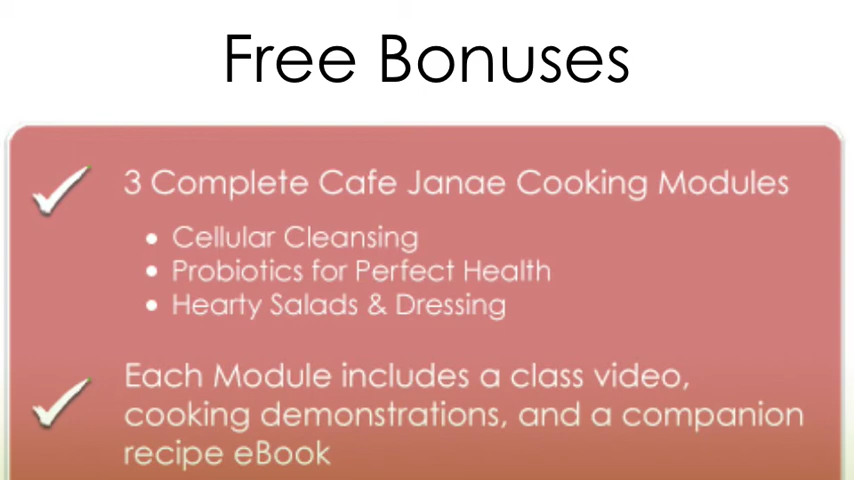 Free Bonuses
3 Complete Cafe Janae Cooking Modules
• Cellular Cleansing
• Probiotics for Perfect Health
• Hearty Salads & Dressing
Each Module includes a class video,
cooking demonstrations, and a companion
recipe eBook